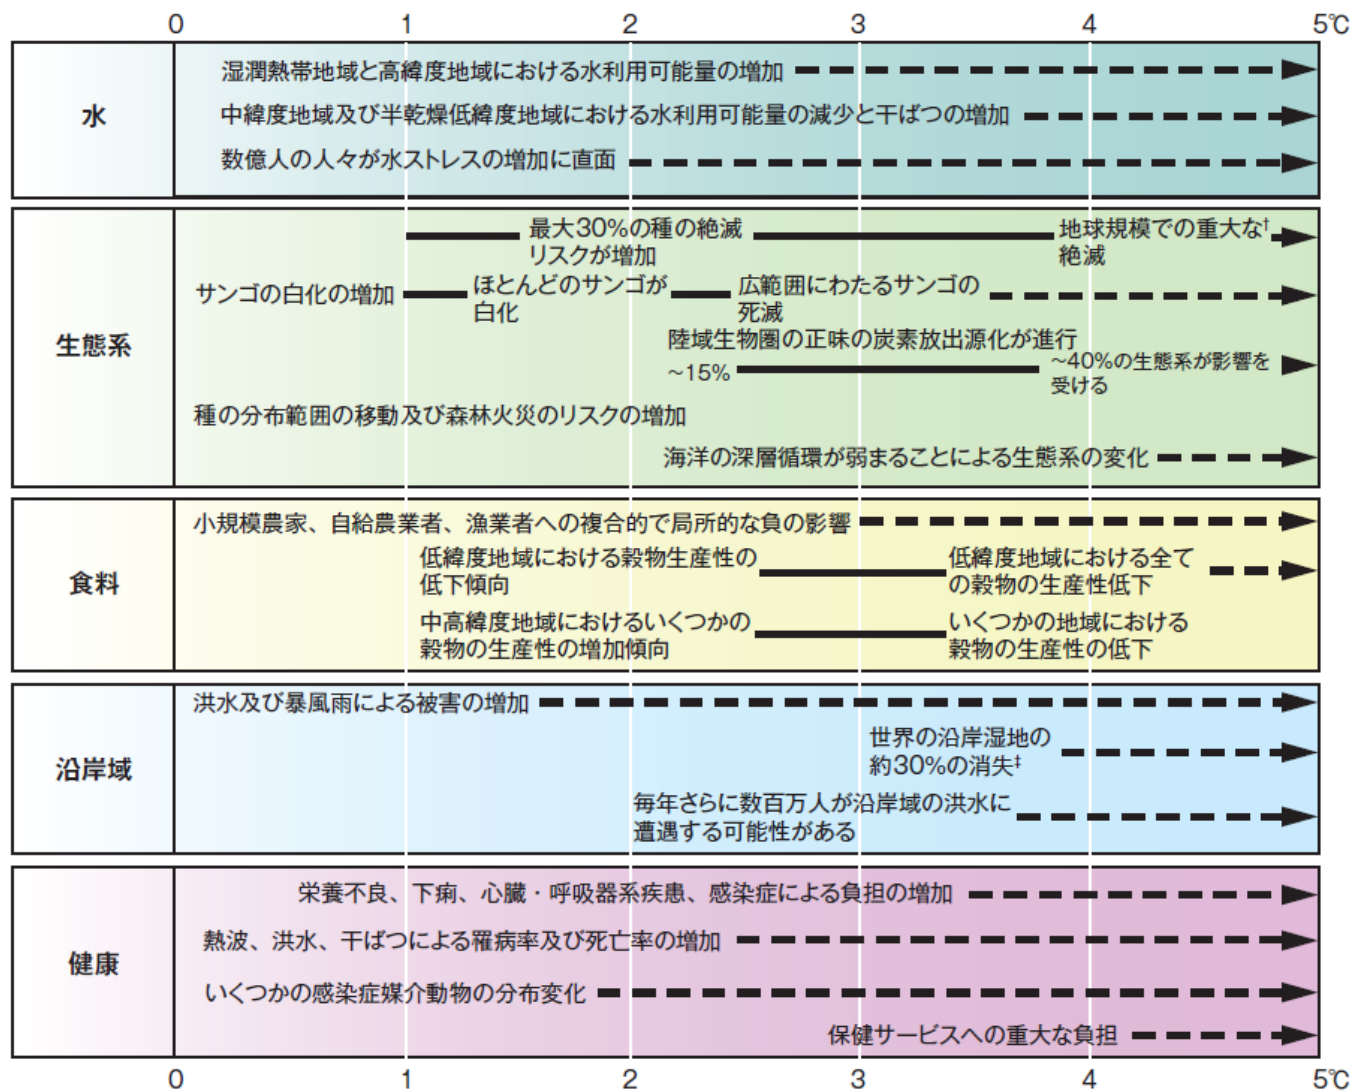 0 1 2 3 4 5℃
水
湿潤熱帯地域と高緯度地域における水利用可能量の増加
中緯度地域及び半乾燥低緯度地域における水利用可能量の減少と干ばつの増加
数億人の人々が水ストレスの増加に直面
生態系
最大30%の種の絶滅
リスクが増加
地球規模での重大な†
絶滅
サンゴの白化の増加
ほとんどのサンゴが
白化
広範囲にわたるサンゴの
死滅
陸域生物圏の正味の炭素放出源化が進行
~15%
~40%の生態系が影響を
受ける
種の分布範囲の移動及び森林火災のリスクの増加
海洋の深層循環が弱まることによる生態系の変化
食料
小規模農家、自給農業者、漁業者への複合的で局所的な負の影響
低緯度地域における穀物生産性の
低下傾向
低緯度地域における全て
の穀物の生産性低下
中高緯度地域におけるいくつかの
穀物の生産性の増加傾向
いくつかの地域における
穀物の生産性の低下
沿岸域
洪水及び暴風雨による被害の増加
世界の沿岸湿地の
約30%の消失‡
毎年さらに数百万人が沿岸域の洪水に
遭遇する可能性がある
健康
栄養不良、下痢、心臓・呼吸器系疾患、感染症による負担の増加
熱波、洪水、干ばつによる罹病率及び死亡率の増加
いくつかの感染症媒介動物の分布変化
保健サービスへの重大な負担
0 1 2 3 4 5℃